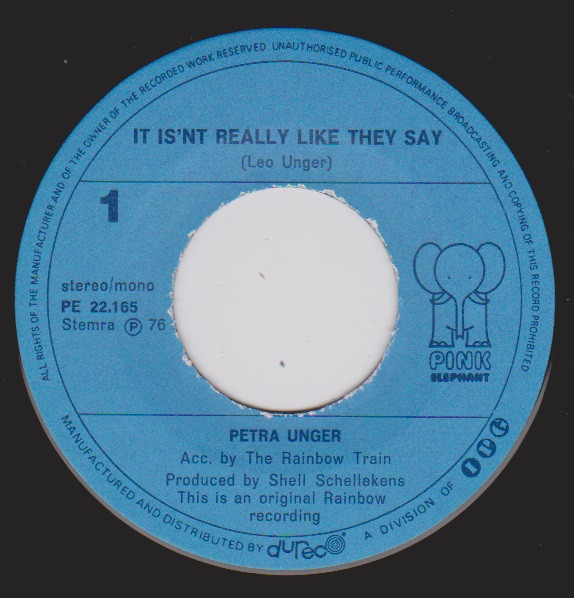 ALL RIGHTS OF THE MANUFACTURER AND OF THE OWNER OF THE RECORDED WORK RESERVED. UNAUTHORISED PUBLIC PERFORMANCE BROADCASTING AND COPYING OF THIS RECORD PROHIBITED
IT IS'NT REALLY LIKE THEY SAY
(Leo Unger)
1
stereo/mono
PE 22.165
Stemra Ⓟ 76
PINK
ELEPHANT
PETRA UNGER
Acc. by The Rainbow Train
Produced by Shell Schellekens
This is an original Rainbow
recording
MANUFACTURED AND DISTRIBUTED BY dureco A DIVISION OF